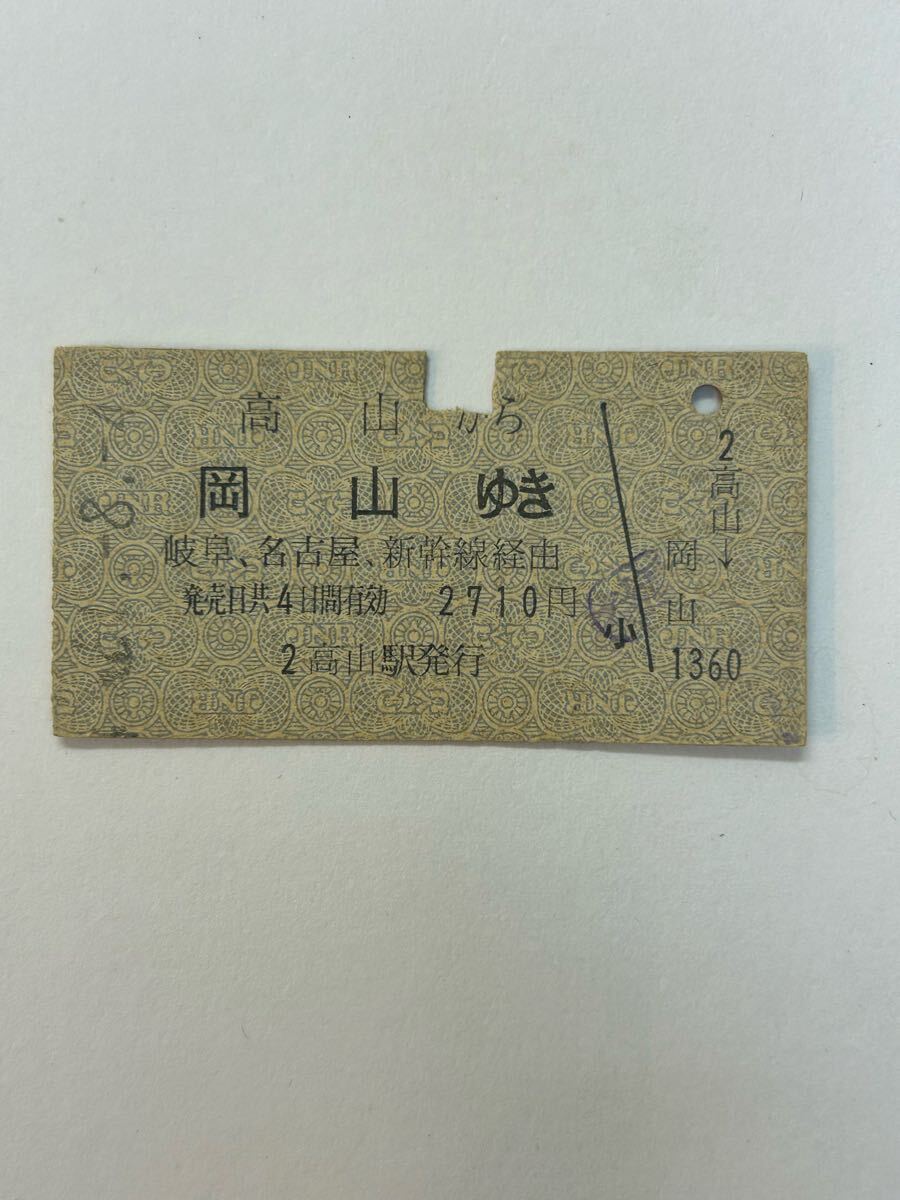 高山から
岡山ゆき
岐阜、名古屋、新幹線経由
発売日共4日間有効 2710円
2高山駅発行
小
2
高山→岡山
1360
-8.-
JNR